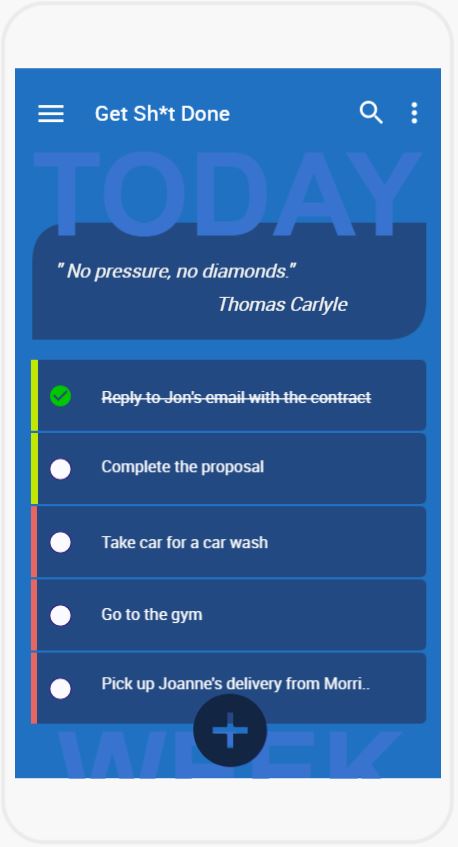 Get Sh*t Done
TODAY
" No pressure, no diamonds."
Thomas Carlyle
Reply to Jon's email with the contract
Complete the proposal
Take car for a car wash
Go to the gym
Pick up Joanne's delivery from Morri..
WEEK